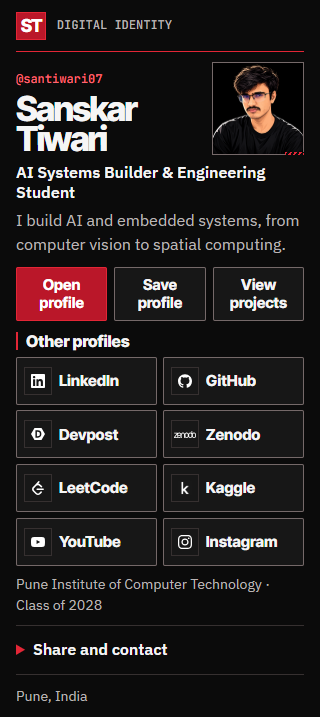 ST
DIGITAL IDENTITY
@santiwari07
Sanskar
Tiwari
AI Systems Builder & Engineering
Student
I build AI and embedded systems, from
computer vision to spatial computing.
Open
profile
Save
profile
View
projects
Other profiles
LinkedIn
GitHub
Devpost
zenodo
Zenodo
LeetCode
Kaggle
YouTube
Instagram
Pune Institute of Computer Technology ·
Class of 2028
Share and contact
Pune, India